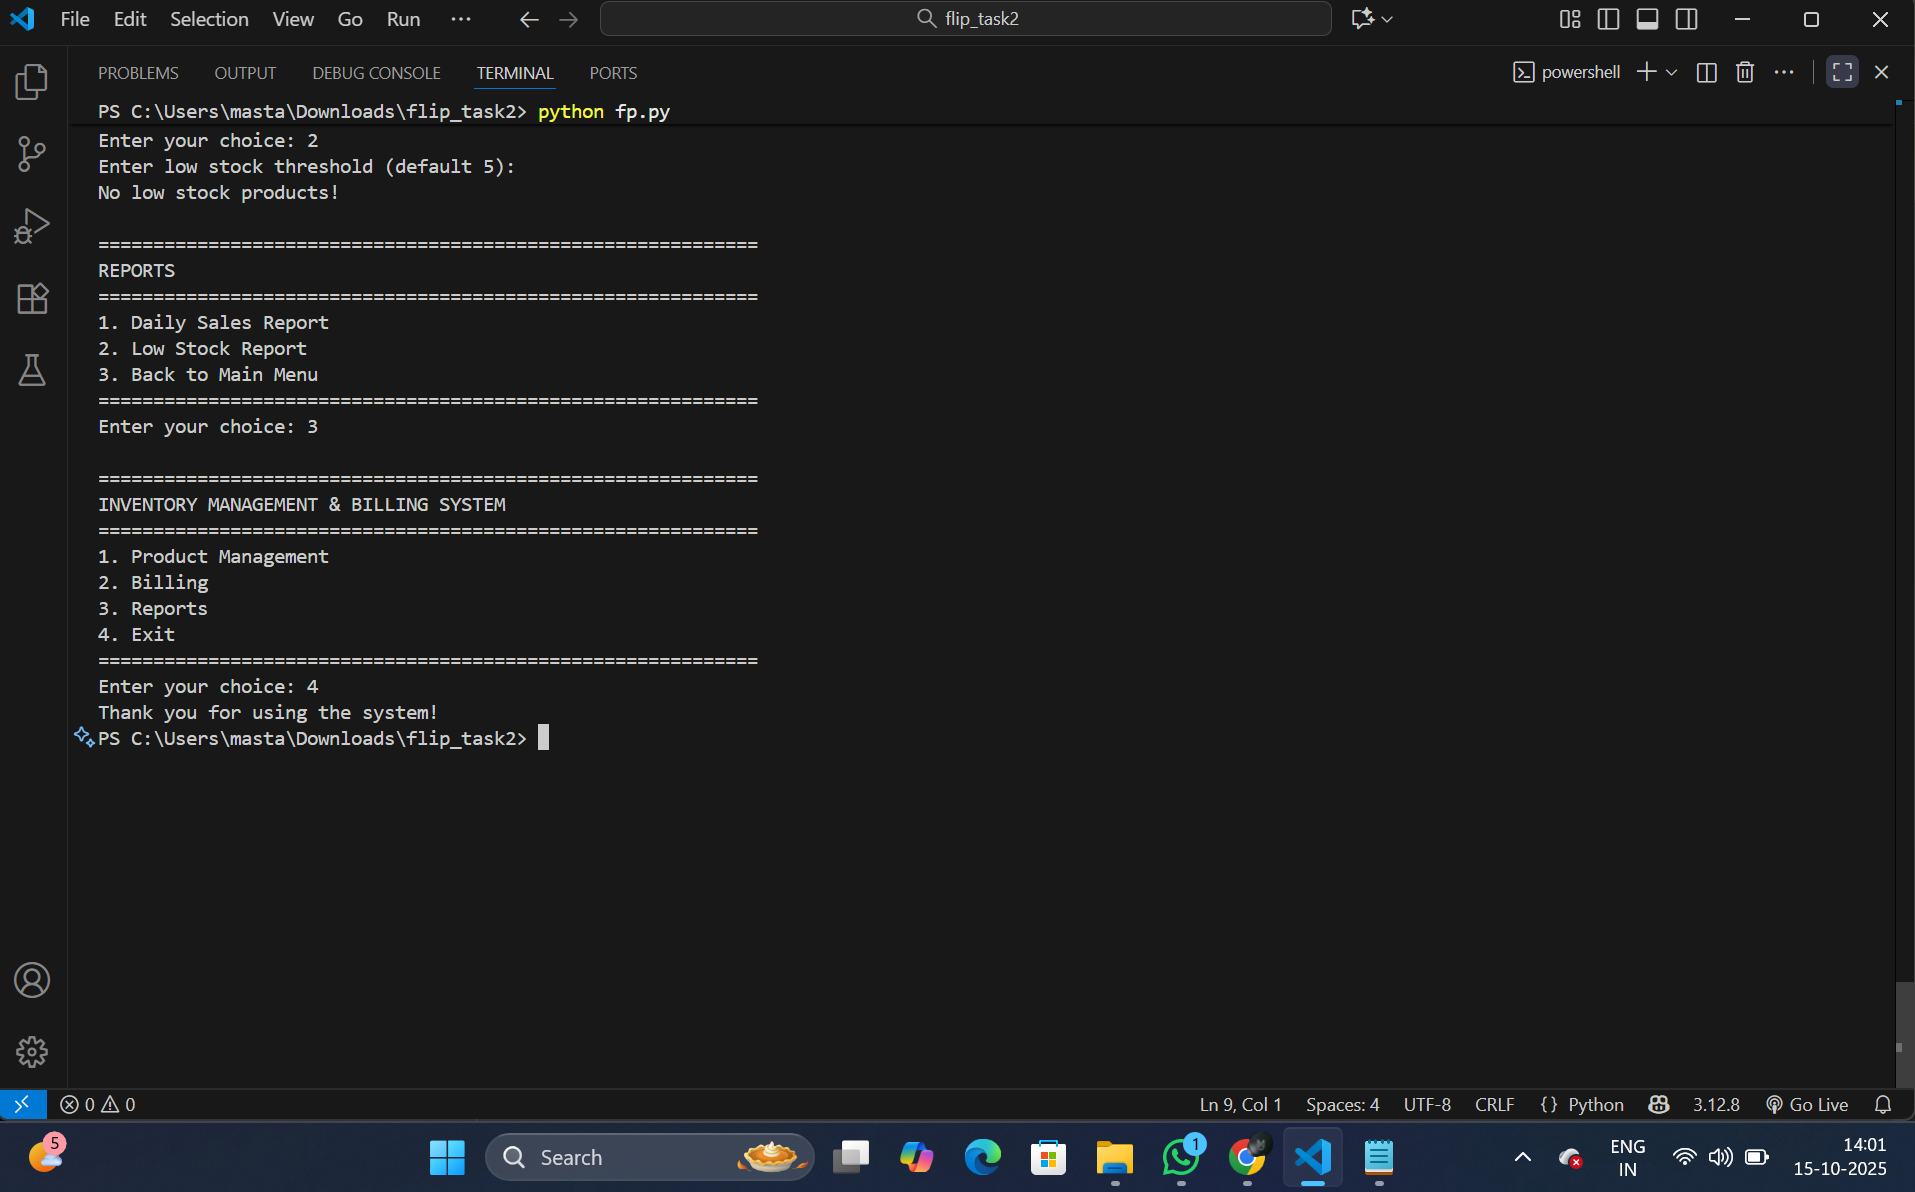 File Edit Selection View Go Run ··· flip_task2
PROBLEMS OUTPUT DEBUG CONSOLE TERMINAL PORTS powershell
PS C:\Users\masta\Downloads\flip_task2> python fp.py
Enter your choice: 2
Enter low stock threshold (default 5):
No low stock products!
============================================================
REPORTS
============================================================
1. Daily Sales Report
2. Low Stock Report
3. Back to Main Menu
============================================================
Enter your choice: 3
============================================================
INVENTORY MANAGEMENT & BILLING SYSTEM
============================================================
1. Product Management
2. Billing
3. Reports
4. Exit
============================================================
Enter your choice: 4
Thank you for using the system!
PS C:\Users\masta\Downloads\flip_task2>
0 0 Ln 9, Col 1 Spaces: 4 UTF-8 CRLF {} Python 3.12.8 Go Live
5 Search 1 ENG 14:01
IN 15-10-2025